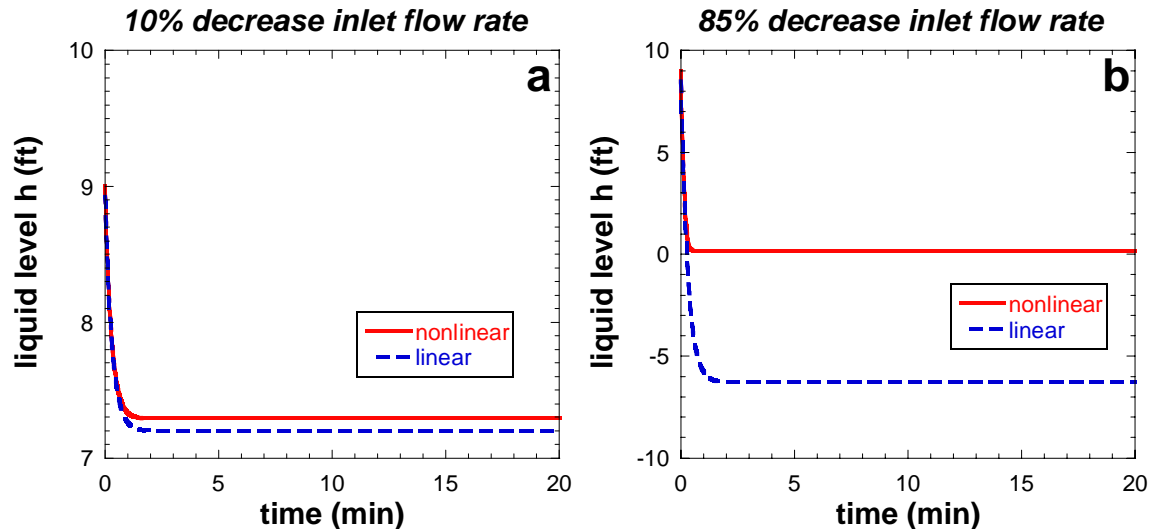 10% decrease inlet flow rate
a
liquid level h (ft)
10
9
8
7
nonlinear
linear
0
5
10
15
20
time (min)
85% decrease inlet flow rate
b
liquid level h (ft)
10
5
0
-5
-10
nonlinear
linear
0
5
10
15
20
time (min)